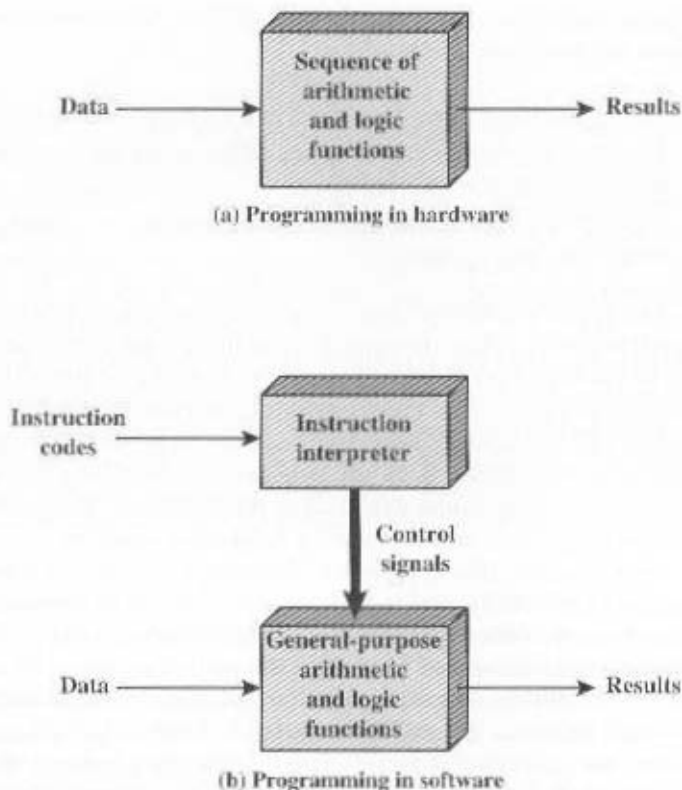 Sequence of
arithmetic
and logic
functions
Data
Results
(a) Programming in hardware
Instruction
codes
Instruction
interpreter
Control
signals
General-purpose
arithmetic
and logic
functions
Data
Results
(b) Programming in software